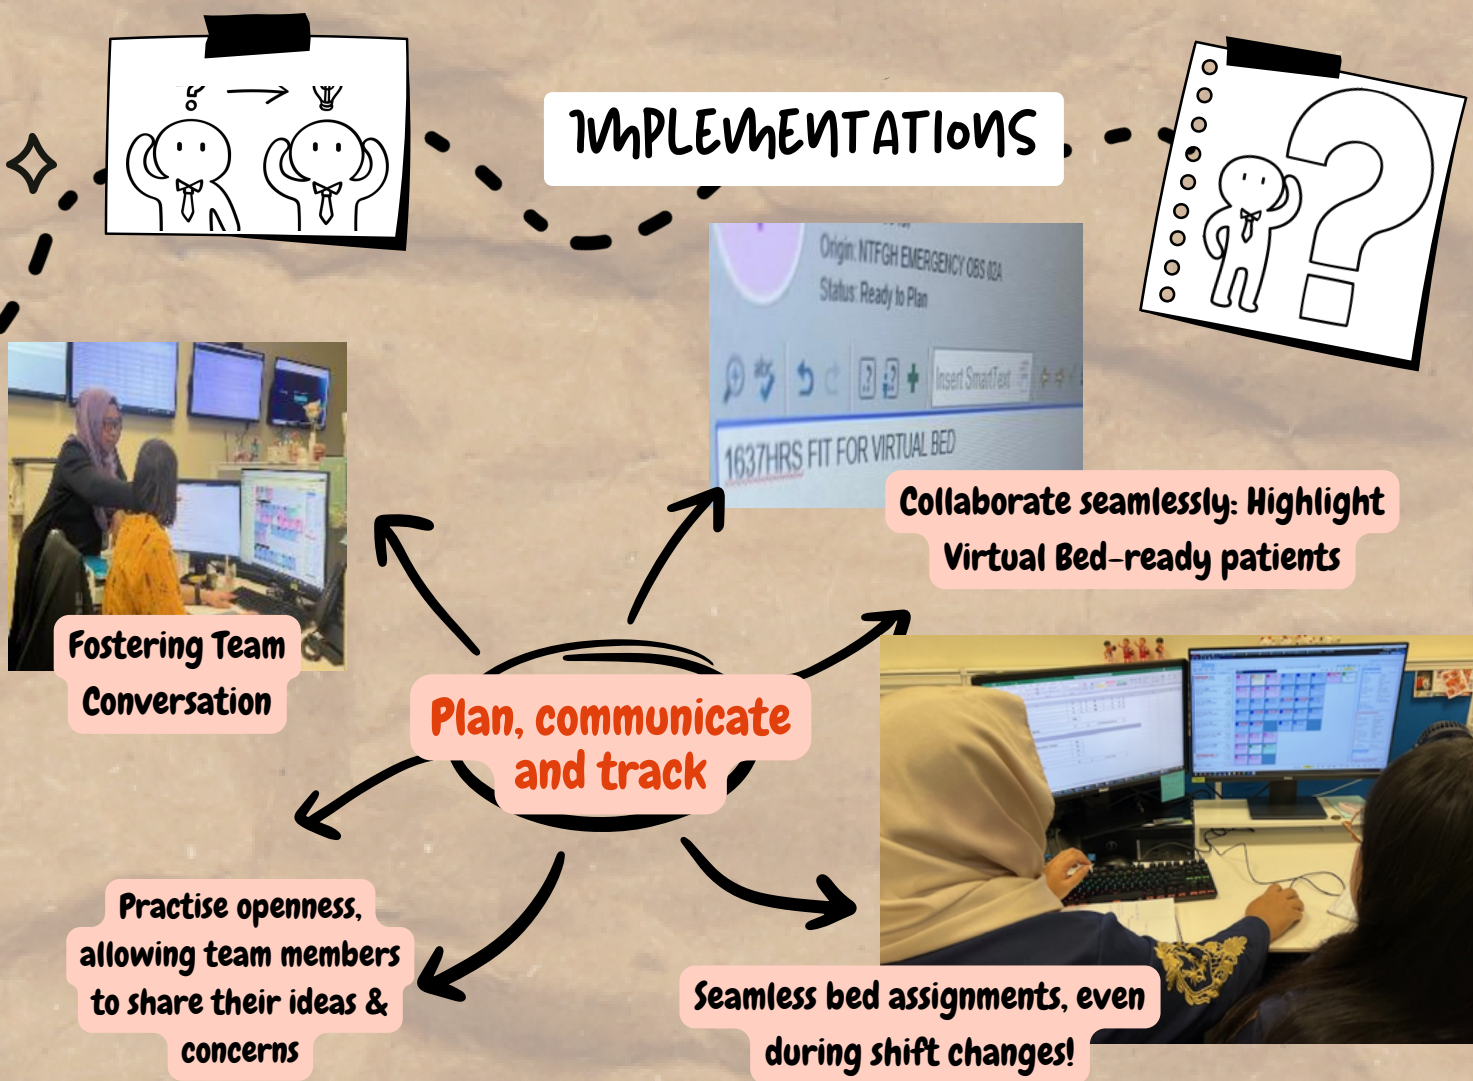 IMPLEMENTATIONS
Origin: NTFGH EMERGENCY OBS 02A
Status: Ready to Plan
abc
Insert SmartText
1637HRS FIT FOR VIRTUAL BED
Collaborate seamlessly: Highlight
Virtual Bed-ready patients
Fostering Team
Conversation
Plan, communicate
and track
Practise openness,
allowing team members
to share their ideas &
concerns
Seamless bed assignments, even
during shift changes!